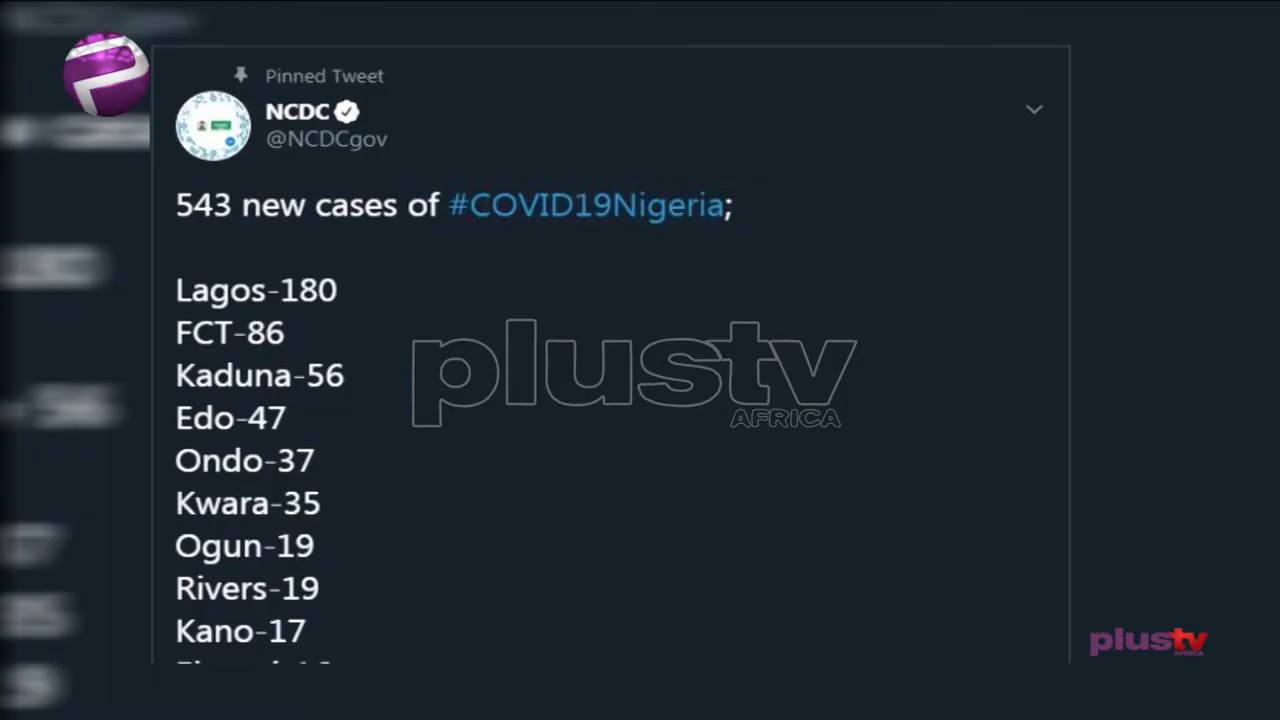 Pinned Tweet
NCDC
@NCDCgov
543 new cases of #COVID19Nigeria;
Lagos-180
FCT-86
Kaduna-56
plustv
AFRICA
Edo-47
Ondo-37
Kwara-35
Ogun-19
Rivers-19
Kano-17
plustv
AFRICA